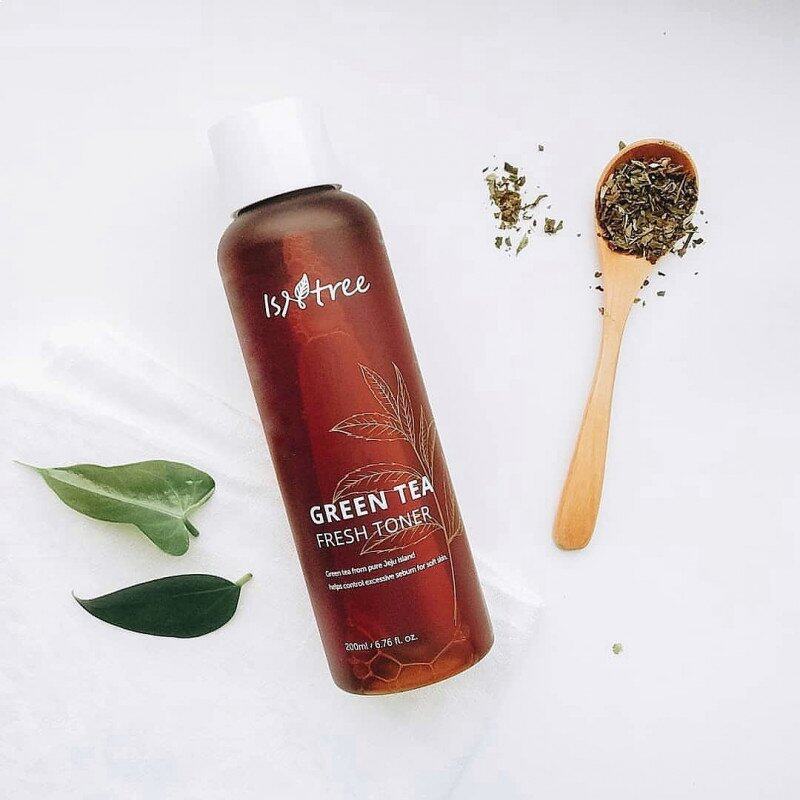 Isntree
GREEN TEA
FRESH TONER
Green tea from pure Jeju island
helps control excessive sebum for soft skin.
200ml / 6.76 fl. oz.